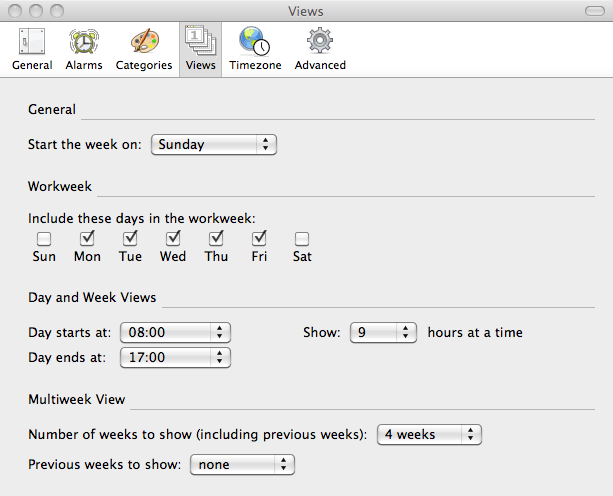 Views
General Alarms Categories 1 Views Timezone Advanced
General
Start the week on: Sunday
Workweek
Include these days in the workweek:
Sun Mon Tue Wed Thu Fri Sat
Day and Week Views
Day starts at: 08:00 Show: 9 hours at a time
Day ends at: 17:00
Multiweek View
Number of weeks to show (including previous weeks): 4 weeks
Previous weeks to show: none